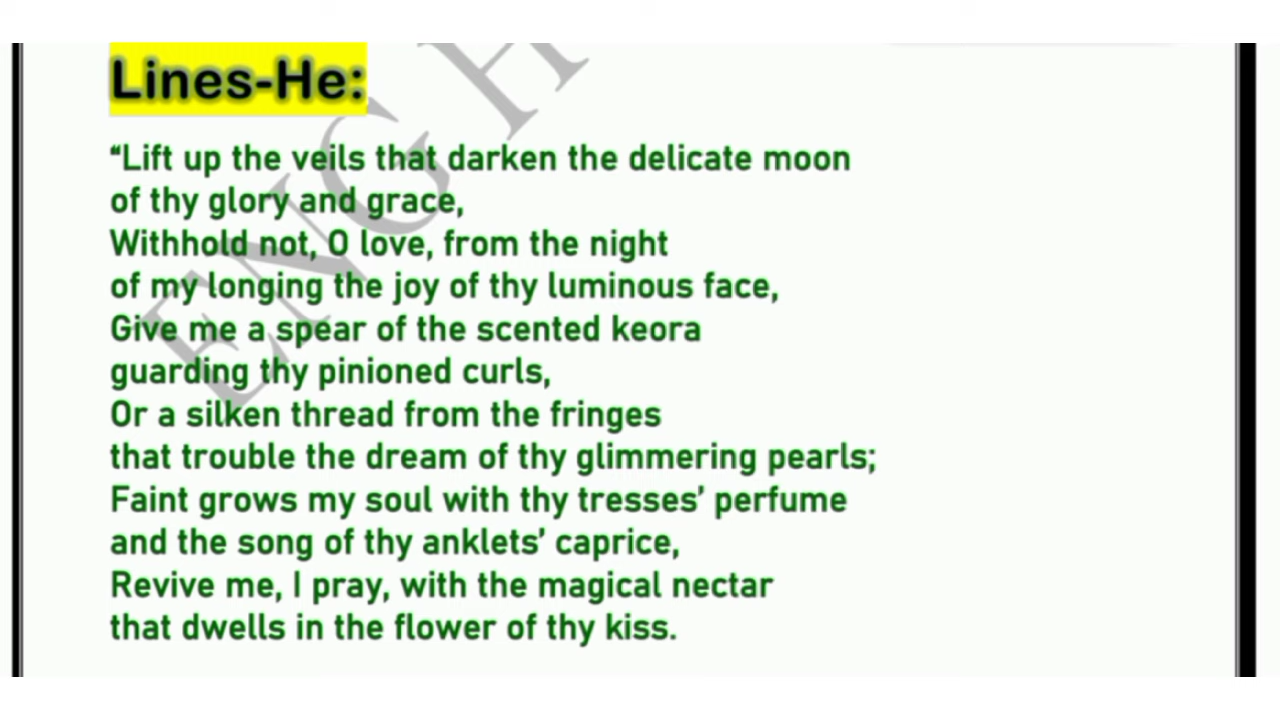 Lines-He:
“Lift up the veils that darken the delicate moon
of thy glory and grace,
Withhold not, O love, from the night
of my longing the joy of thy luminous face,
Give me a spear of the scented keora
guarding thy pinioned curls,
Or a silken thread from the fringes
that trouble the dream of thy glimmering pearls;
Faint grows my soul with thy tresses’ perfume
and the song of thy anklets’ caprice,
Revive me, I pray, with the magical nectar
that dwells in the flower of thy kiss.
ENG H